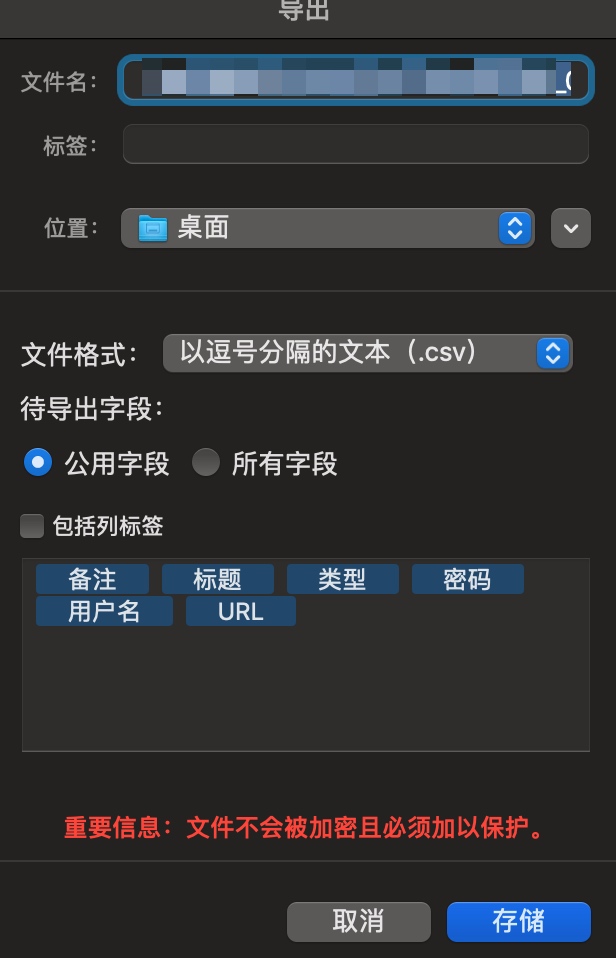 导出
文件名：
标签：
位置： 桌面
文件格式： 以逗号分隔的文本（.csv）
待导出字段：
公用字段 所有字段
包括列标签
备注 标题 类型 密码
用户名 URL
重要信息：文件不会被加密且必须加以保护。
取消 存储